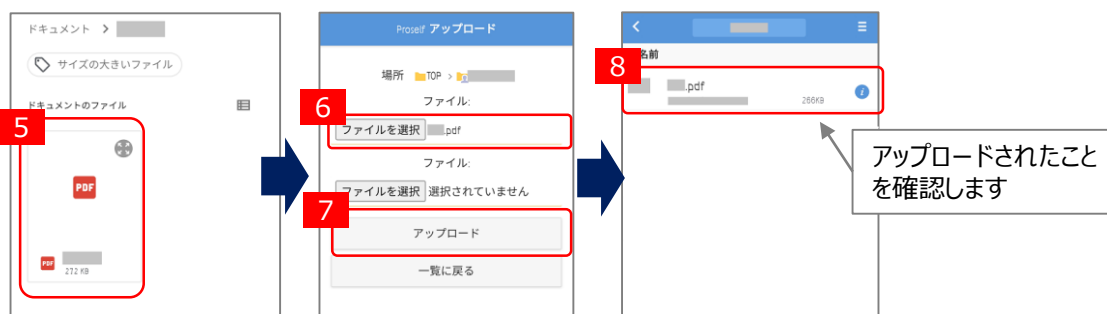 ドキュメント >
サイズの大きいファイル
ドキュメントのファイル
5
PDF
PDF
272 KB
Proself アップロード
場所 TOP >
ファイル:
6
ファイルを選択 .pdf
ファイル:
ファイルを選択 選択されていません
7
アップロード
一覧に戻る
名前
8
.pdf
266KB
アップロードされたこと
を確認します